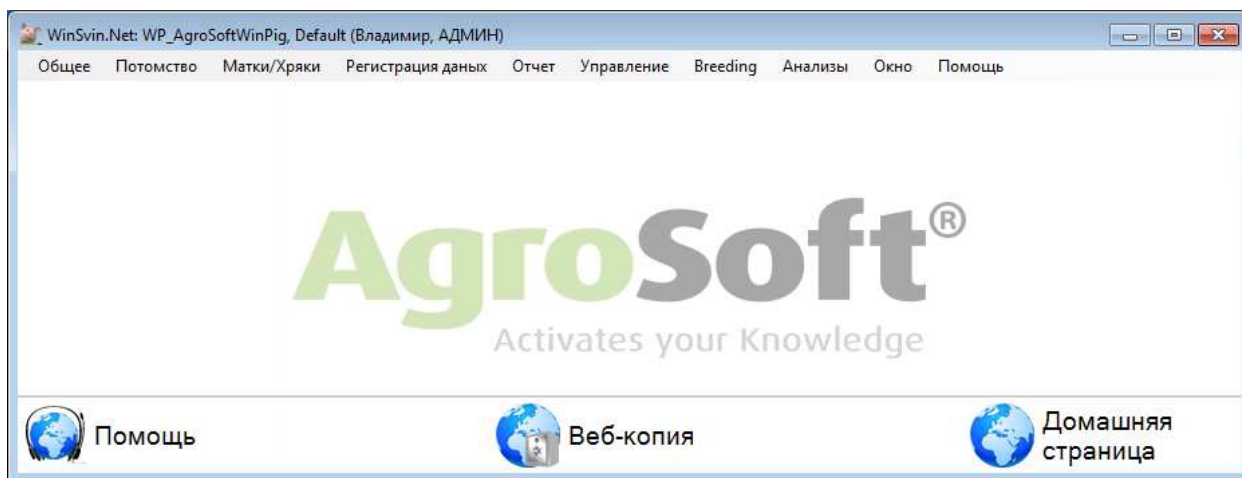 WinSvin.Net: WP_AgroSoftWinPig, Default (Владимир, АДМИН)
Общее Потомство Матки/Хряки Регистрация даных Отчет Управление Breeding Анализы Окно Помощь
AgroSoft®
Activates your Knowledge
Помощь Веб-копия Домашняя
страница